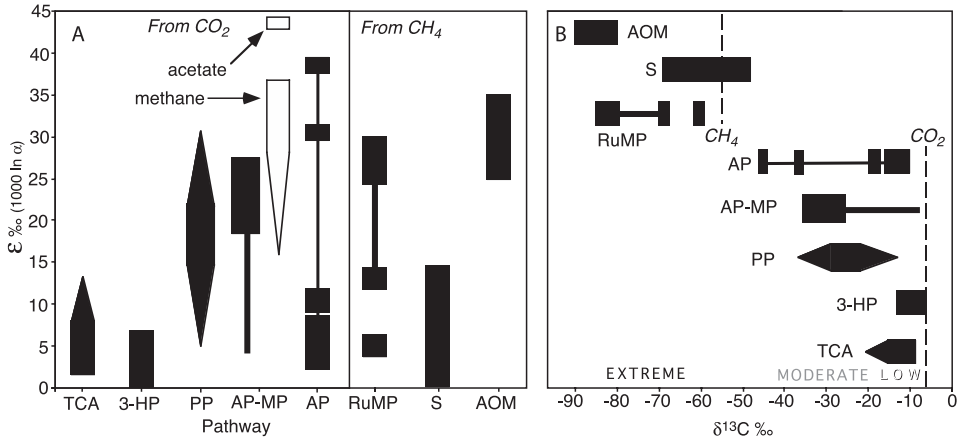 A
From CO2
From CH4
acetate
methane
ε ‰ (1000 ln α)
45
40
35
30
25
20
15
10
5
0
TCA 3-HP PP AP-MP AP RuMP S AOM
Pathway
B
AOM
S
RuMP
CH4
CO2
AP
AP-MP
PP
3-HP
TCA
EXTREME MODERATE LOW
-90 -80 -70 -60 -50 -40 -30 -20 -10 0
δ13C ‰